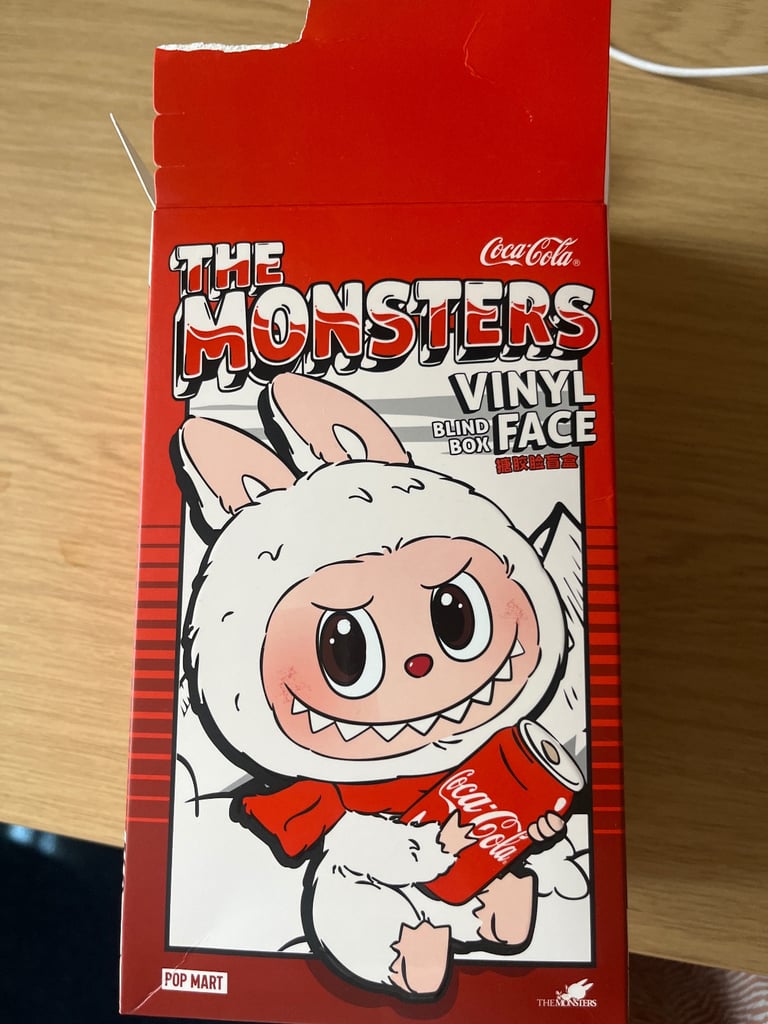 THE
Coca-Cola®
MONSTERS
VINYL
BLIND BOX FACE
搪胶脸盲盒
Coca-Cola
POP MART
THE MONSTERS